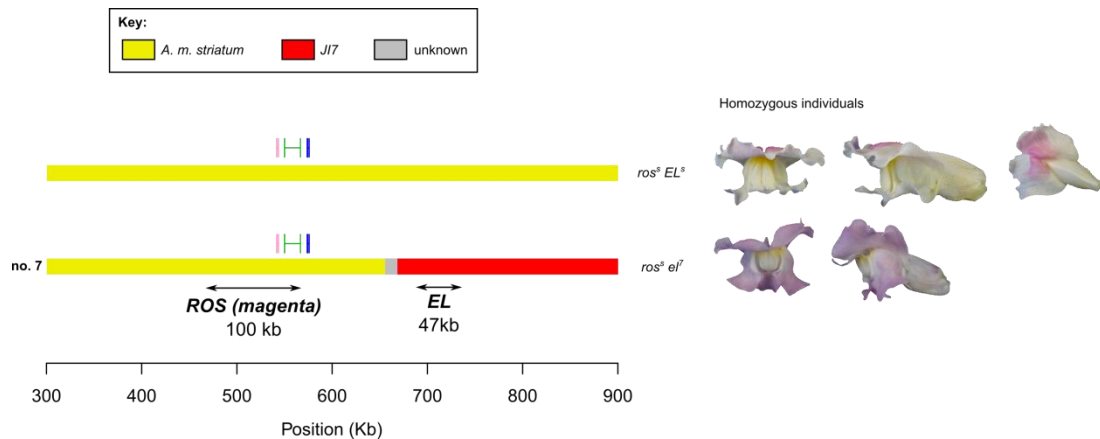 Key:
A. m. striatum JI7 unknown
Homozygous individuals
ros^s EL^s
no. 7 ros^s el^7
ROS (magenta) EL
100 kb 47kb
300 400 500 600 700 800 900
Position (Kb)